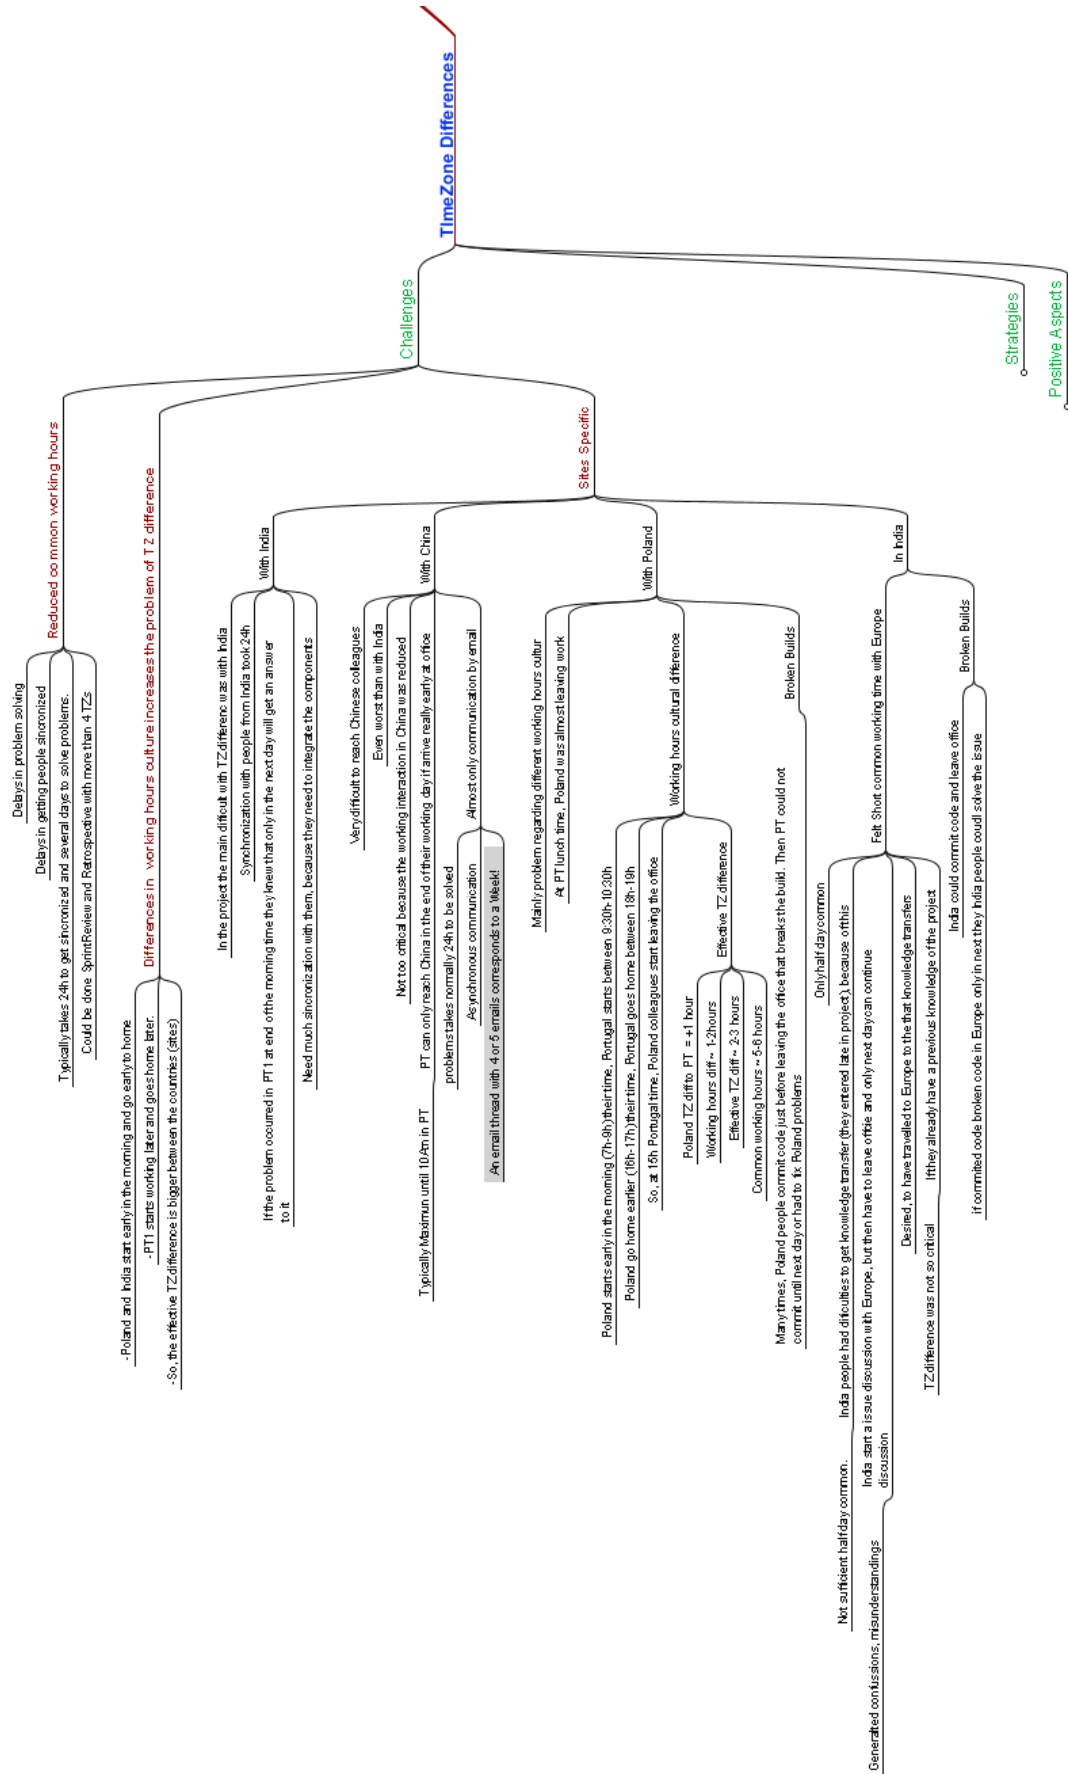 TImeZone Differences
Challenges
Reduced common working hours
Delays in problem solving
Delays in getting people sincronized
Typically takes 24h to get sincronized and several days to solve problems.
Could be done SprintReview and Retrospective with more than 4 TZs
Differences in working hours culture increases the problem of TZ difference
- Poland and India start early in the morning and go early to home
- PT1 starts working later and goes home later.
- So, the effective TZ difference is bigger between the countries (sites)
Sites Specific
With India
In the project the main difficult with TZ differenc was with India
Synchronization with people from India took 24h
If the problem occurred in PT1 at end of the morning time they knew that only in the next day will get an answer
to it
Need much sincronization with them, because they need to integrate the components
With China
Very difficult to reach Chinese colleagues
Even worst than with India
Not too critical because the working interaction in China was reduced
PT can only reach China in the end of their working day if arrive really early at office
Typically Maximun until 10Am in PT
Almost only communication by email
problems takes normally 24h to be solved
Asynchronous communication
An email thread with 4 or 5 emails corresponds to a Week!
With Poland
Mainly problem regarding different working hours cultur
At PT lunch time, Poland was almost leaving work
Working hours cultural difference
Poland starts early in the morning (7h-9h) their time, Portugal starts between 9:30h-10:30h
Poland go home earlier (16h-17h) their time, Portugal goes home between 18h-19h
So, at 15h Portugal time, Poland colleagues start leaving the office
Effective TZ difference
Poland TZ diff to PT = +1 hour
Working hours diff ~ 1-2hours
Effective TZ diff ~ 2-3 hours
Common working hours ~ 5-6 hours
Broken Builds
Many times, Poland people commit code just before leaving the office that breaks the build. Then PT could not
commit until next day or had to fix Poland problems
In India
Felt Short common working time with Europe
Only half day common
India people had dificulties to get knowledge transfer (they entered late in project), because of this
Not sufficient half day common.
India start a issue discussion with Europe, but then have to leave offcie and only next day can continue
discussion
Generalted confussions, misunderstandings
Desired, to have travelled to Europe to the that knowledge transfers
If they already have a previous knowledge of the project
TZ difference was not so critical
Broken Builds
India could commit code and leave office
if commited code broken code in Europe only in next they India people coudl solve the issue
Strategies
Positive Aspects